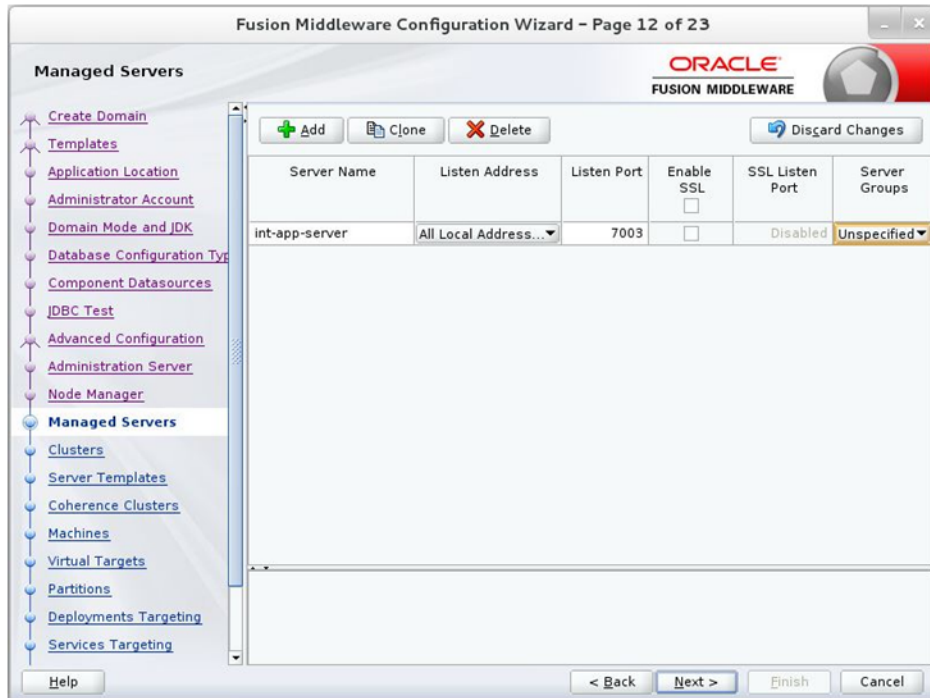 Fusion Middleware Configuration Wizard – Page 12 of 23
Managed Servers
ORACLE
FUSION MIDDLEWARE
Create Domain
Templates
Application Location
Administrator Account
Domain Mode and JDK
Database Configuration Typ
Component Datasources
JDBC Test
Advanced Configuration
Administration Server
Node Manager
Managed Servers
Clusters
Server Templates
Coherence Clusters
Machines
Virtual Targets
Partitions
Deployments Targeting
Services Targeting
Add Clone Delete Discard Changes
Server Name Listen Address Listen Port Enable SSL SSL Listen Port Server Groups
int-app-server All Local Address... 7003 Disabled Unspecified
Help < Back Next > Finish Cancel